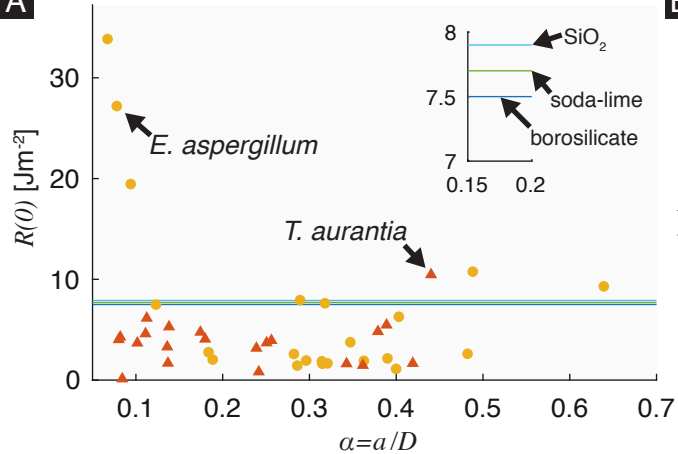 A
8
SiO2
7.5
soda-lime
borosilicate
7
0.15 0.2
30
20
10
0
R(0) [Jm-2]
E. aspergillum
T. aurantia
0.1 0.2 0.3 0.4 0.5 0.6 0.7
α=a/D